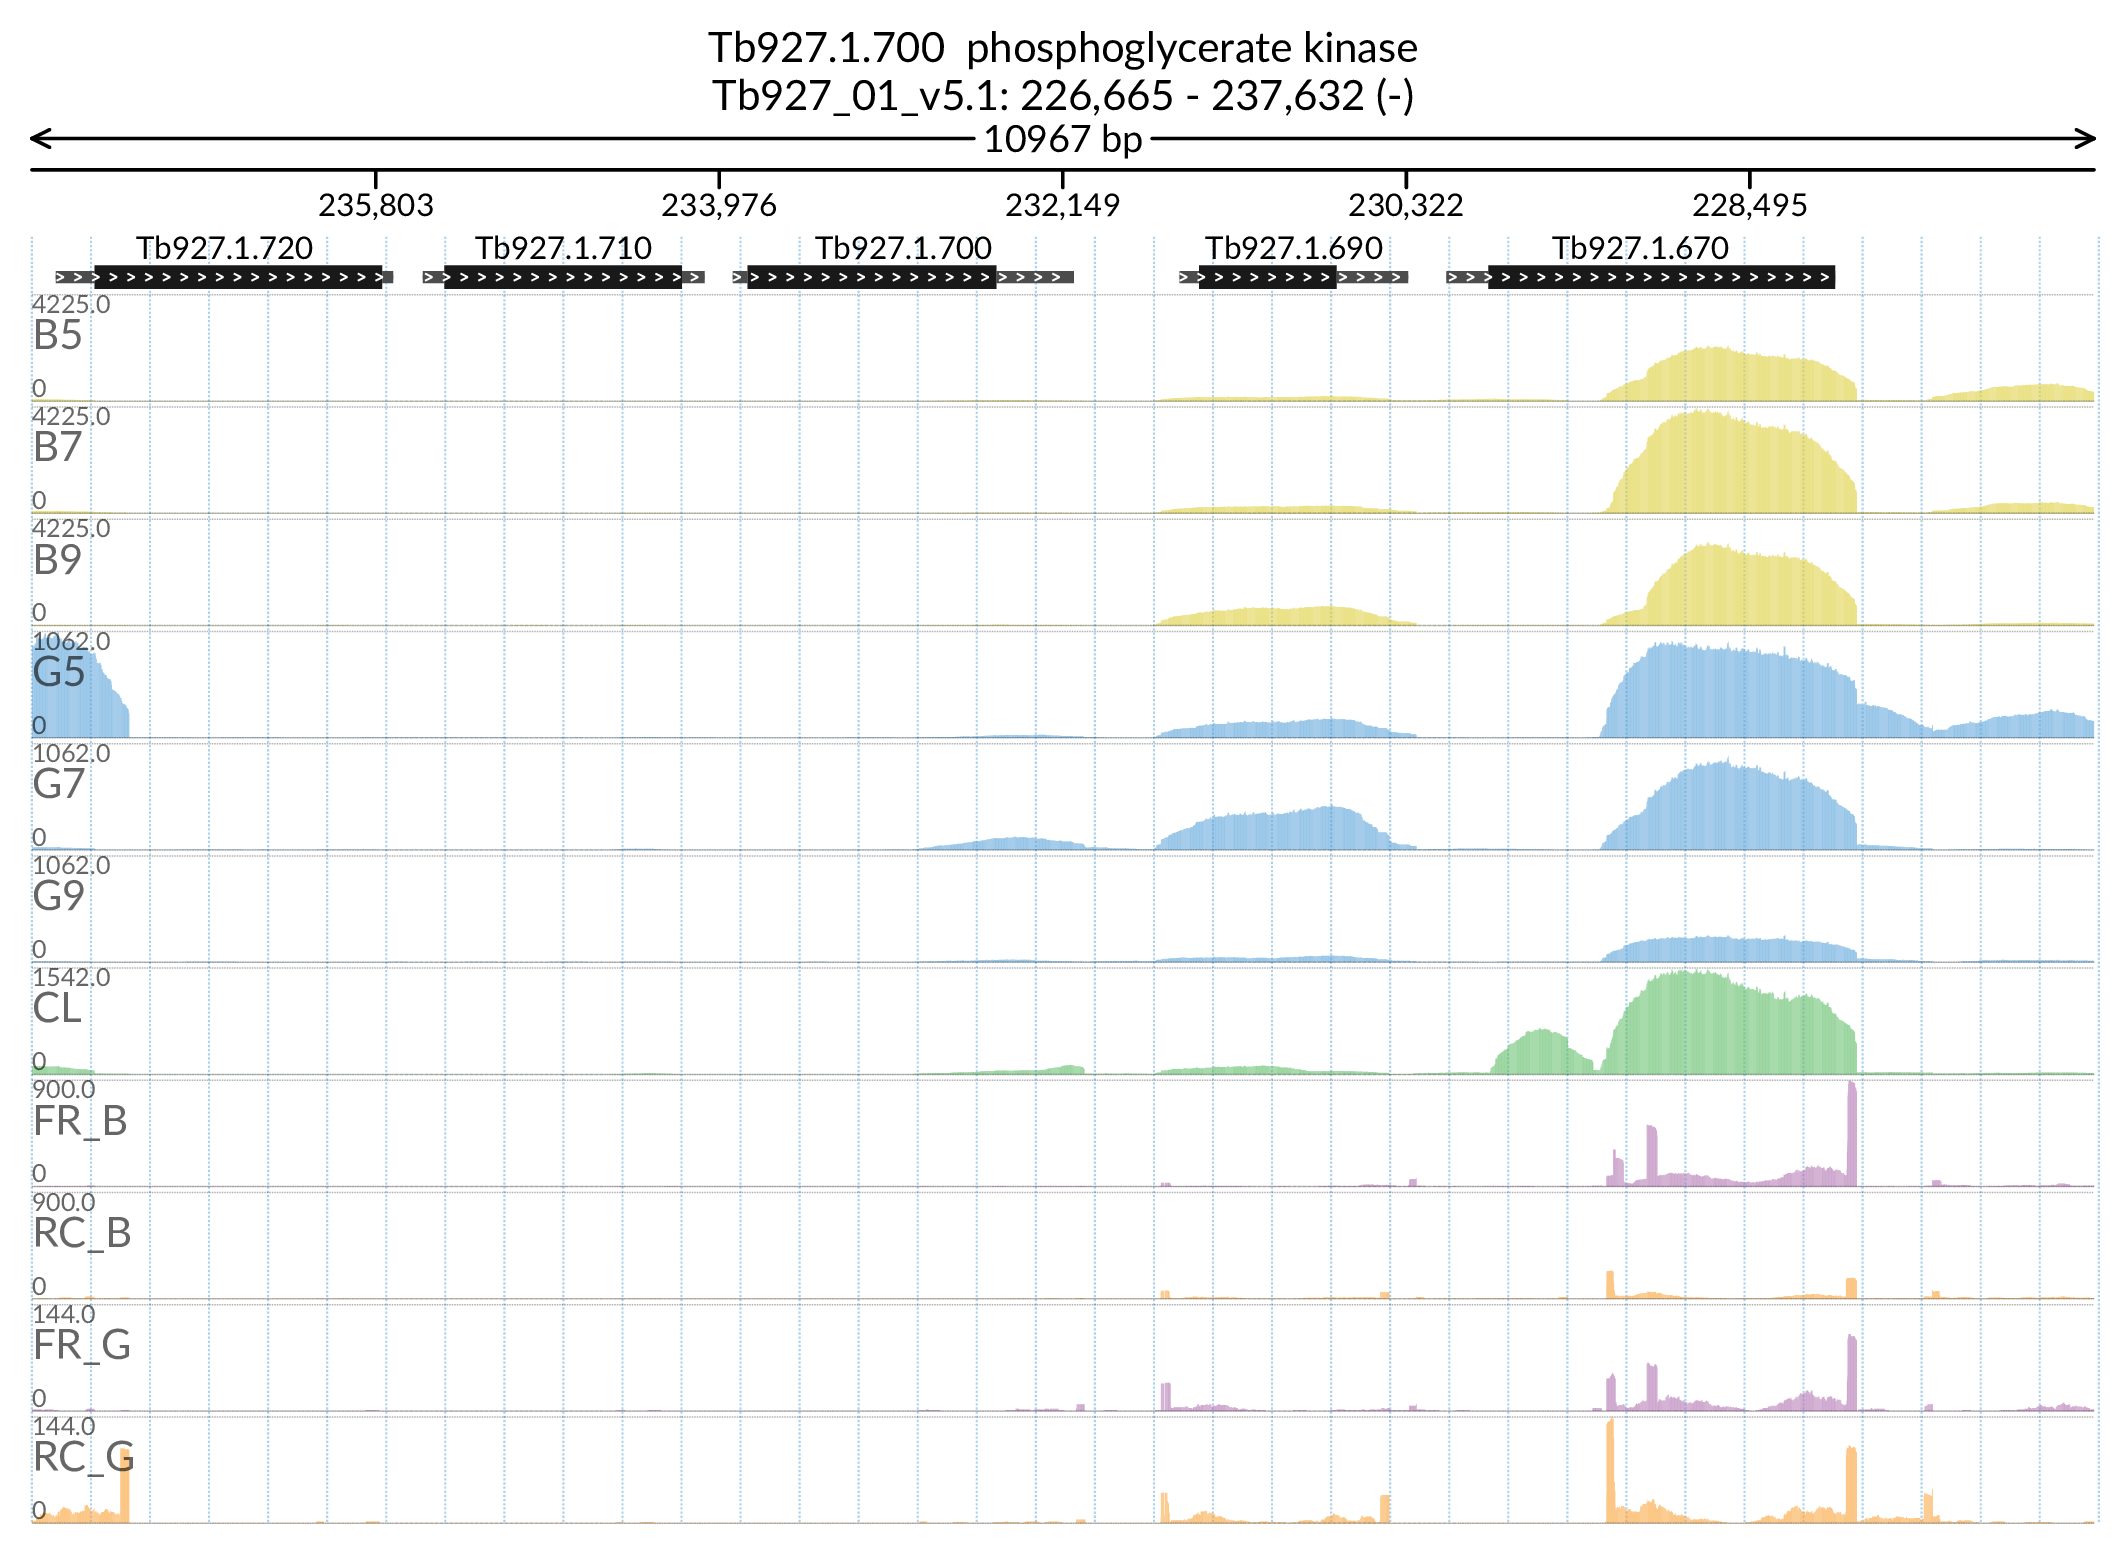 Tb927.1.700 phosphoglycerate kinase
Tb927_01_v5.1: 226,665 - 237,632 (-)
10967 bp
235,803 233,976 232,149 230,322 228,495
Tb927.1.720 Tb927.1.710 Tb927.1.700 Tb927.1.690 Tb927.1.670
4225.0
B5
0
4225.0
B7
0
4225.0
B9
0
1062.0
G5
0
1062.0
G7
0
1062.0
G9
0
1542.0
CL
0
900.0
FR_B
0
900.0
RC_B
0
144.0
FR_G
0
144.0
RC_G
0